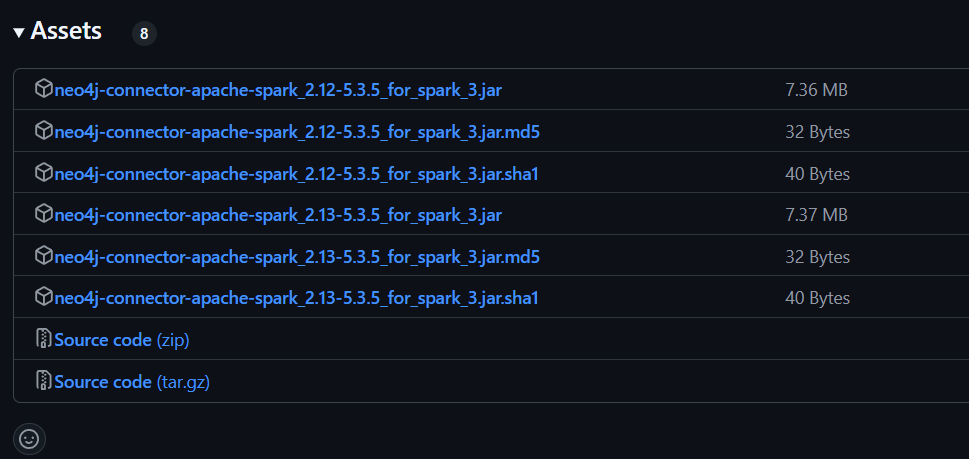 Assets 8
neo4j-connector-apache-spark_2.12-5.3.5_for_spark_3.jar 7.36 MB
neo4j-connector-apache-spark_2.12-5.3.5_for_spark_3.jar.md5 32 Bytes
neo4j-connector-apache-spark_2.12-5.3.5_for_spark_3.jar.sha1 40 Bytes
neo4j-connector-apache-spark_2.13-5.3.5_for_spark_3.jar 7.37 MB
neo4j-connector-apache-spark_2.13-5.3.5_for_spark_3.jar.md5 32 Bytes
neo4j-connector-apache-spark_2.13-5.3.5_for_spark_3.jar.sha1 40 Bytes
Source code (zip)
Source code (tar.gz)